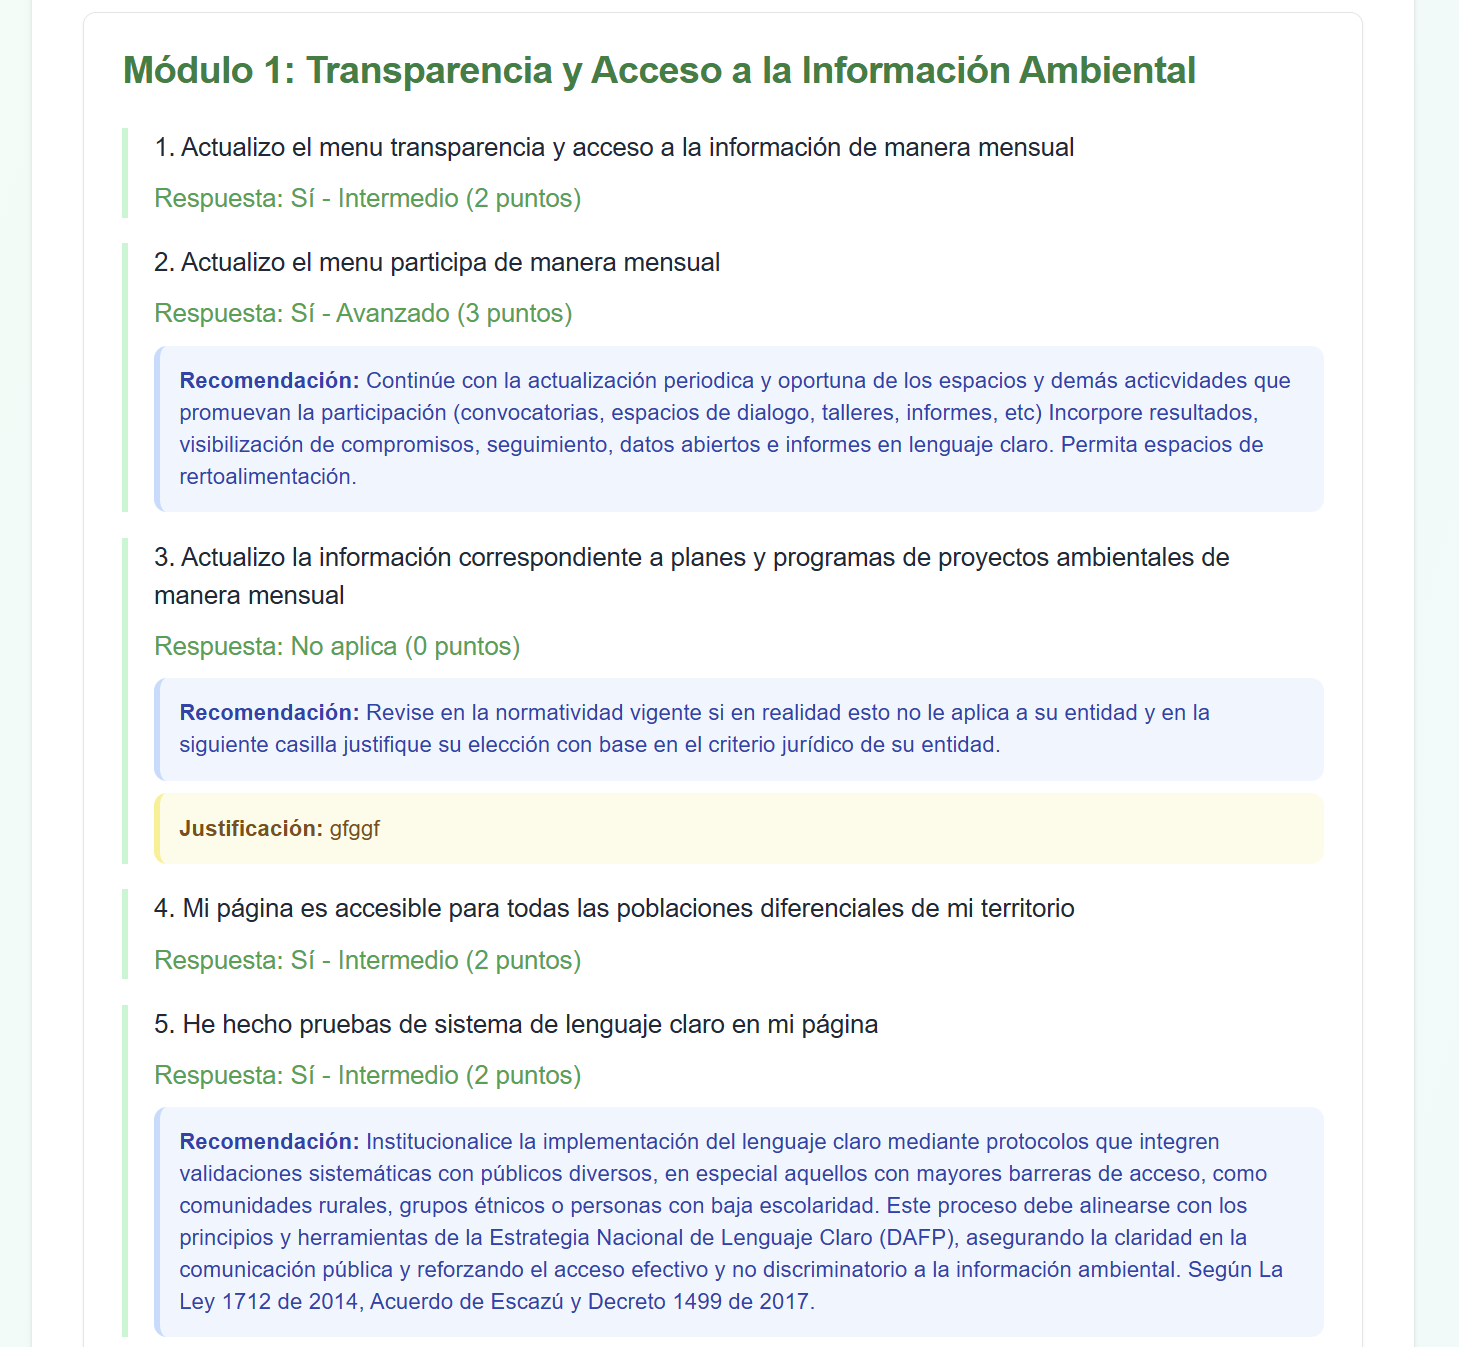 Módulo 1: Transparencia y Acceso a la Información Ambiental
1. Actualizo el menu transparencia y acceso a la información de manera mensual
Respuesta: Sí - Intermedio (2 puntos)
2. Actualizo el menu participa de manera mensual
Respuesta: Sí - Avanzado (3 puntos)
Recomendación: Continúe con la actualización periodica y oportuna de los espacios y demás acticvidades que
promuevan la participación (convocatorias, espacios de dialogo, talleres, informes, etc) Incorpore resultados,
visibilización de compromisos, seguimiento, datos abiertos e informes en lenguaje claro. Permita espacios de
rertoalimentación.
3. Actualizo la información correspondiente a planes y programas de proyectos ambientales de
manera mensual
Respuesta: No aplica (0 puntos)
Recomendación: Revise en la normatividad vigente si en realidad esto no le aplica a su entidad y en la
siguiente casilla justifique su elección con base en el criterio jurídico de su entidad.
Justificación: gfggf
4. Mi página es accesible para todas las poblaciones diferenciales de mi territorio
Respuesta: Sí - Intermedio (2 puntos)
5. He hecho pruebas de sistema de lenguaje claro en mi página
Respuesta: Sí - Intermedio (2 puntos)
Recomendación: Institucionalice la implementación del lenguaje claro mediante protocolos que integren
validaciones sistemáticas con públicos diversos, en especial aquellos con mayores barreras de acceso, como
comunidades rurales, grupos étnicos o personas con baja escolaridad. Este proceso debe alinearse con los
principios y herramientas de la Estrategia Nacional de Lenguaje Claro (DAFP), asegurando la claridad en la
comunicación pública y reforzando el acceso efectivo y no discriminatorio a la información ambiental. Según La
Ley 1712 de 2014, Acuerdo de Escazú y Decreto 1499 de 2017.